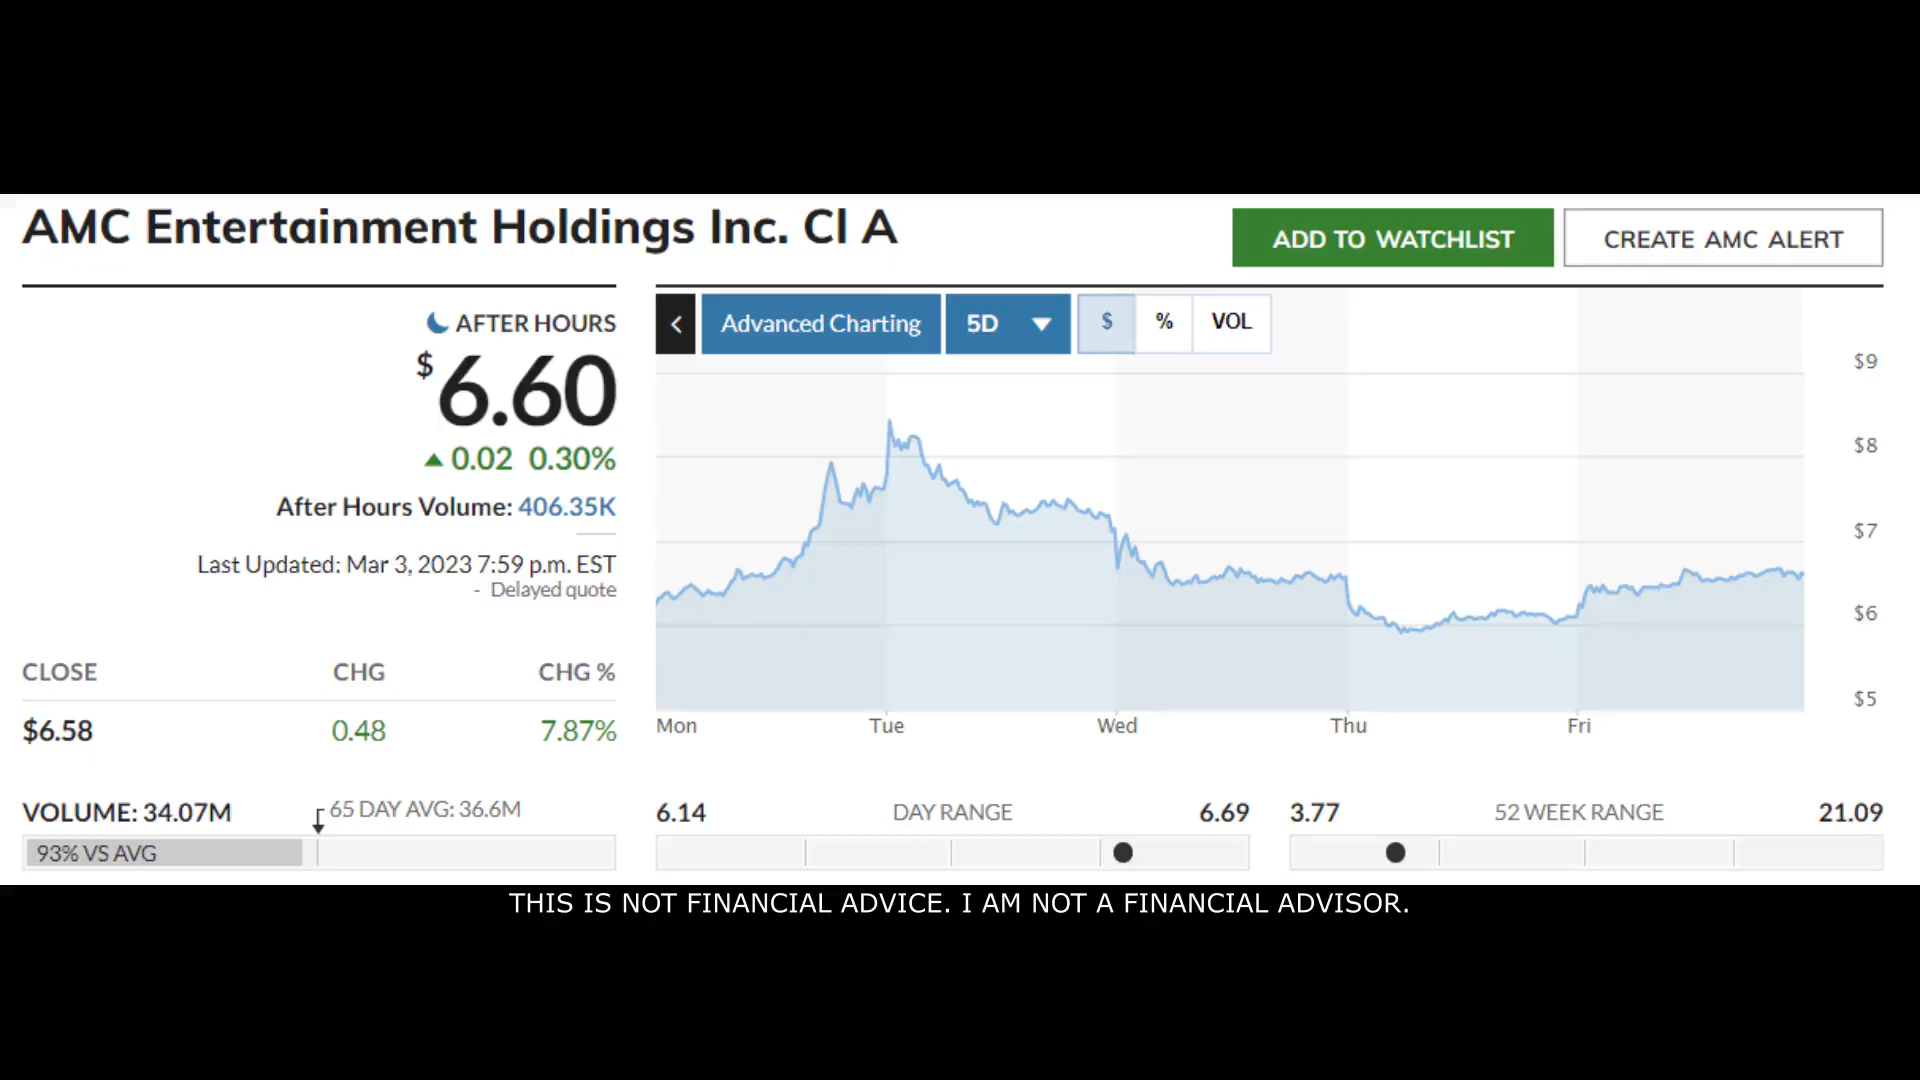 AMC Entertainment Holdings Inc. Cl A
ADD TO WATCHLIST
CREATE AMC ALERT
AFTER HOURS
$6.60
0.02 0.30%
After Hours Volume: 406.35K
Last Updated: Mar 3, 2023 7:59 p.m. EST
- Delayed quote
CLOSE CHG CHG %
$6.58 0.48 7.87%
VOLUME: 34.07M 65 DAY AVG: 36.6M
93% VS AVG
< Advanced Charting 5D $ % VOL
$9
$8
$7
$6
$5
Mon Tue Wed Thu Fri
6.14 DAY RANGE 6.69
3.77 52 WEEK RANGE 21.09
THIS IS NOT FINANCIAL ADVICE. I AM NOT A FINANCIAL ADVISOR.